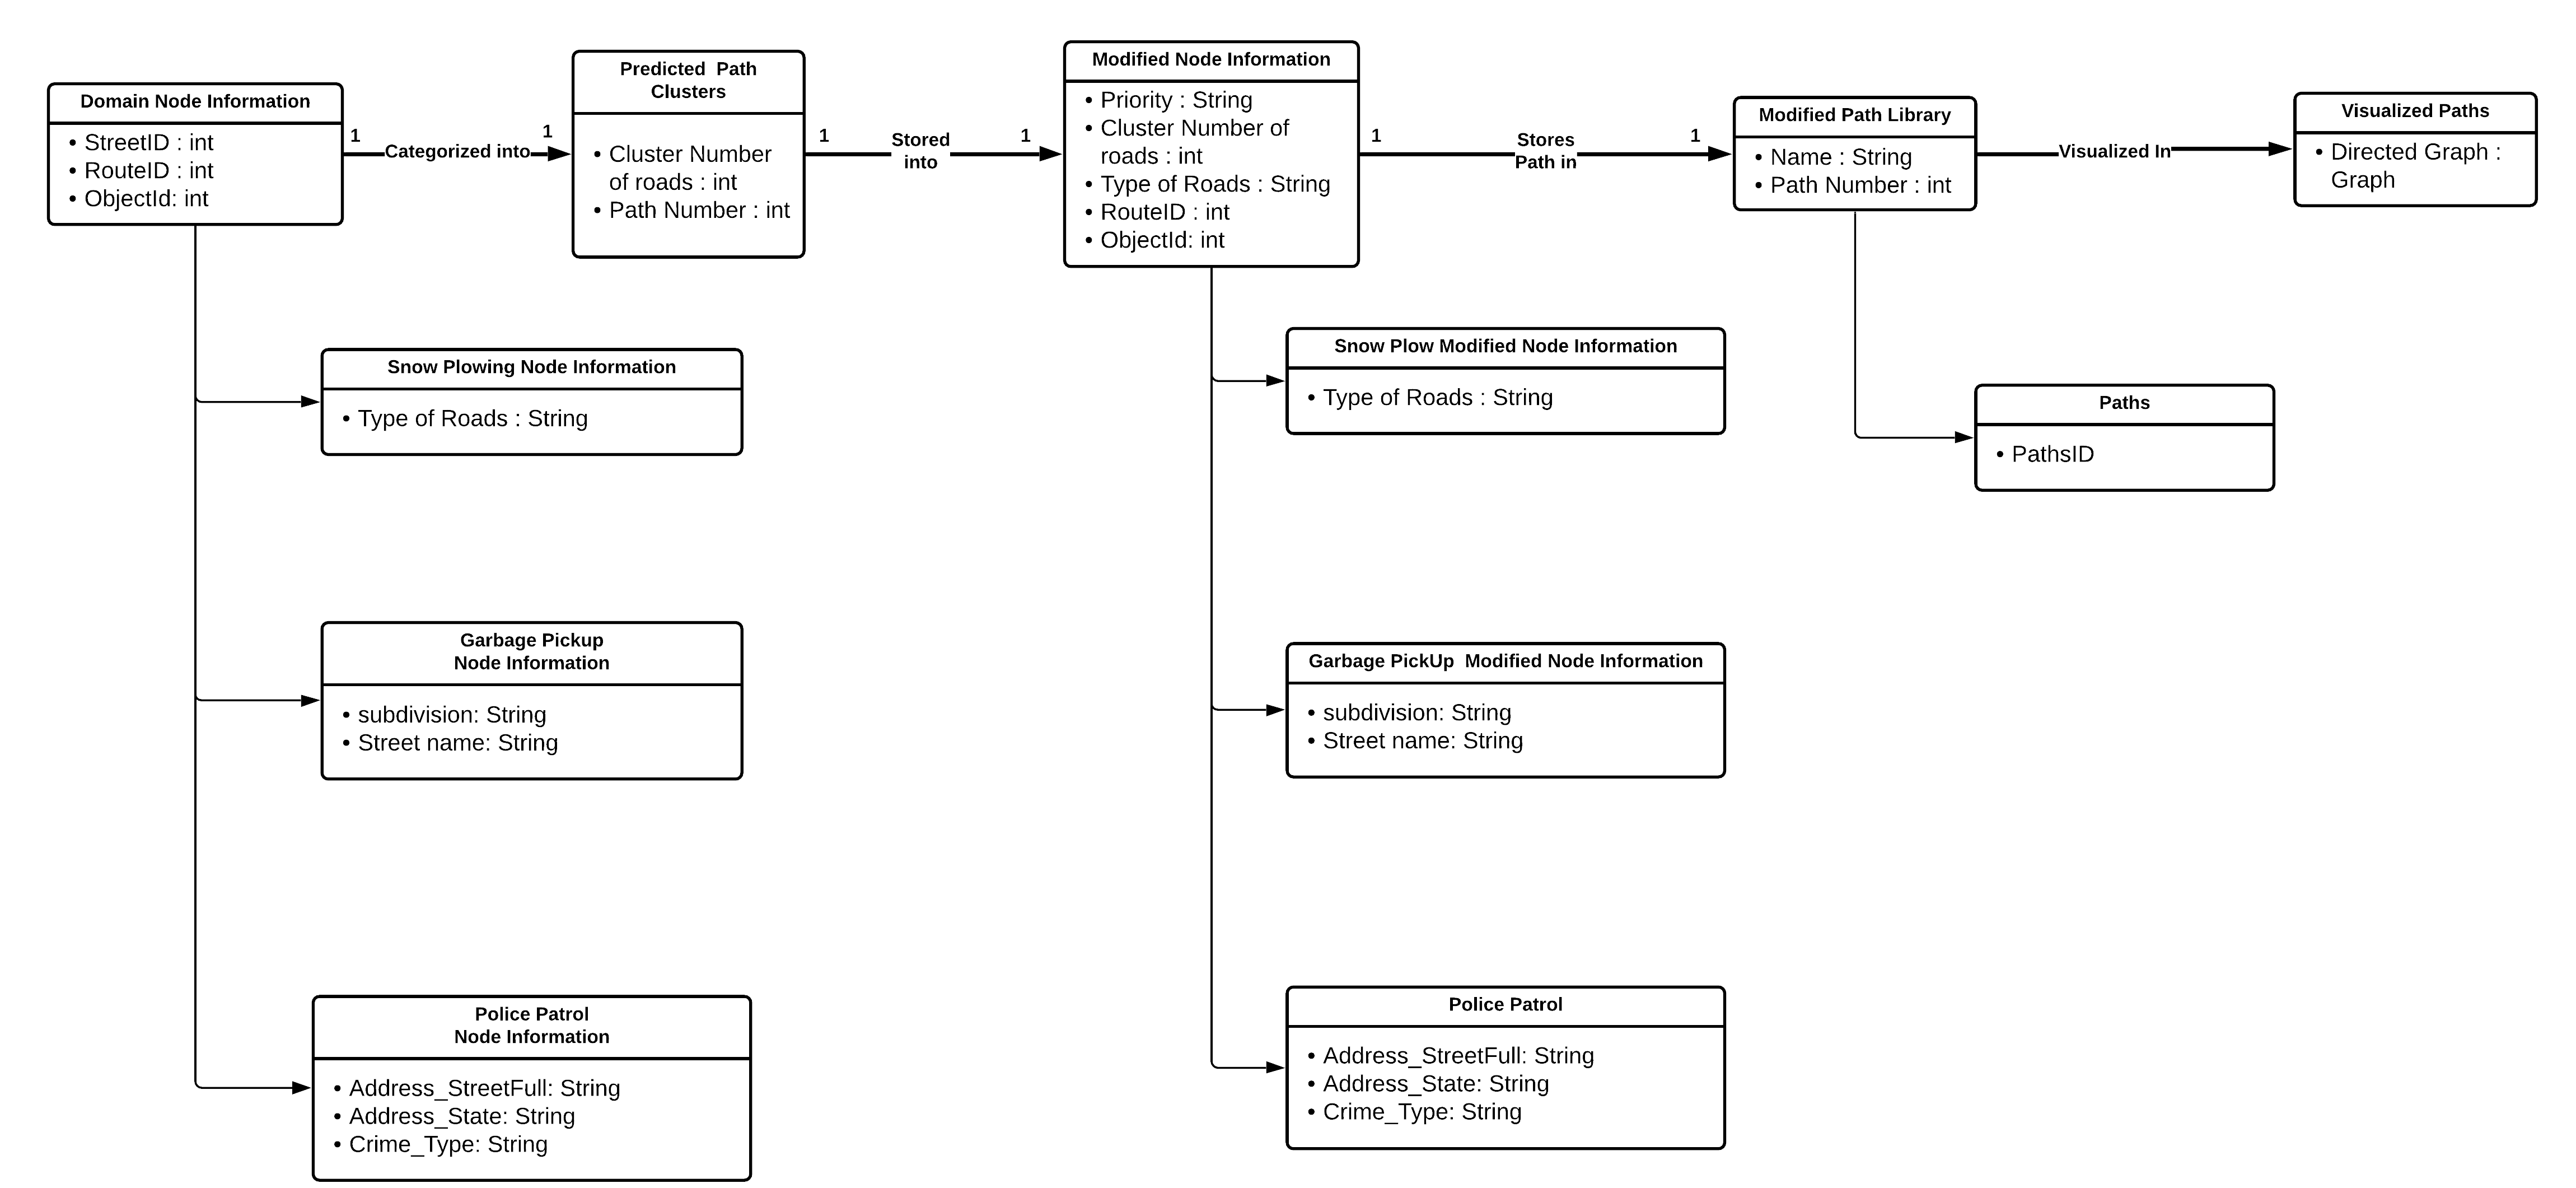 Domain Node Information
• StreetID : int
• RouteID : int
• ObjectId: int
1
Categorized into
1
Predicted  Path
Clusters
• Cluster Number
of roads : int
• Path Number : int
1
Stored
into
1
Modified Node Information
• Priority : String
• Cluster Number of
roads : int
• Type of Roads : String
• RouteID : int
• ObjectId: int
1
Stores
Path in
1
Modified Path Library
• Name : String
• Path Number : int
Visualized In
Visualized Paths
• Directed Graph :
Graph
Snow Plowing Node Information
• Type of Roads : String
Garbage Pickup
Node Information
• subdivision: String
• Street name: String
Police Patrol
Node Information
• Address_StreetFull: String
• Address_State: String
• Crime_Type: String
Snow Plow Modified Node Information
• Type of Roads : String
Garbage PickUp  Modified Node Information
• subdivision: String
• Street name: String
Police Patrol
• Address_StreetFull: String
• Address_State: String
• Crime_Type: String
Paths
• PathsID